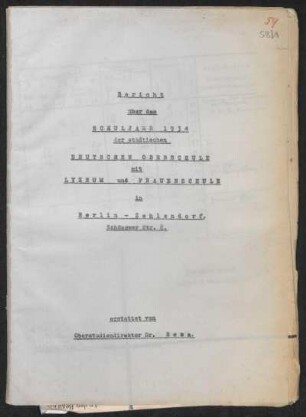 59
Bericht
über das
SCHULJAHR 1934
der städtischen
DEUTSCHEN OBERSCHULE
mit
LYZEUM und FRAUENSCHULE
in
Berlin - Zehlendorf,
Schönower Str. 2.
erstattet von
Oberstudiendirektor Dr.